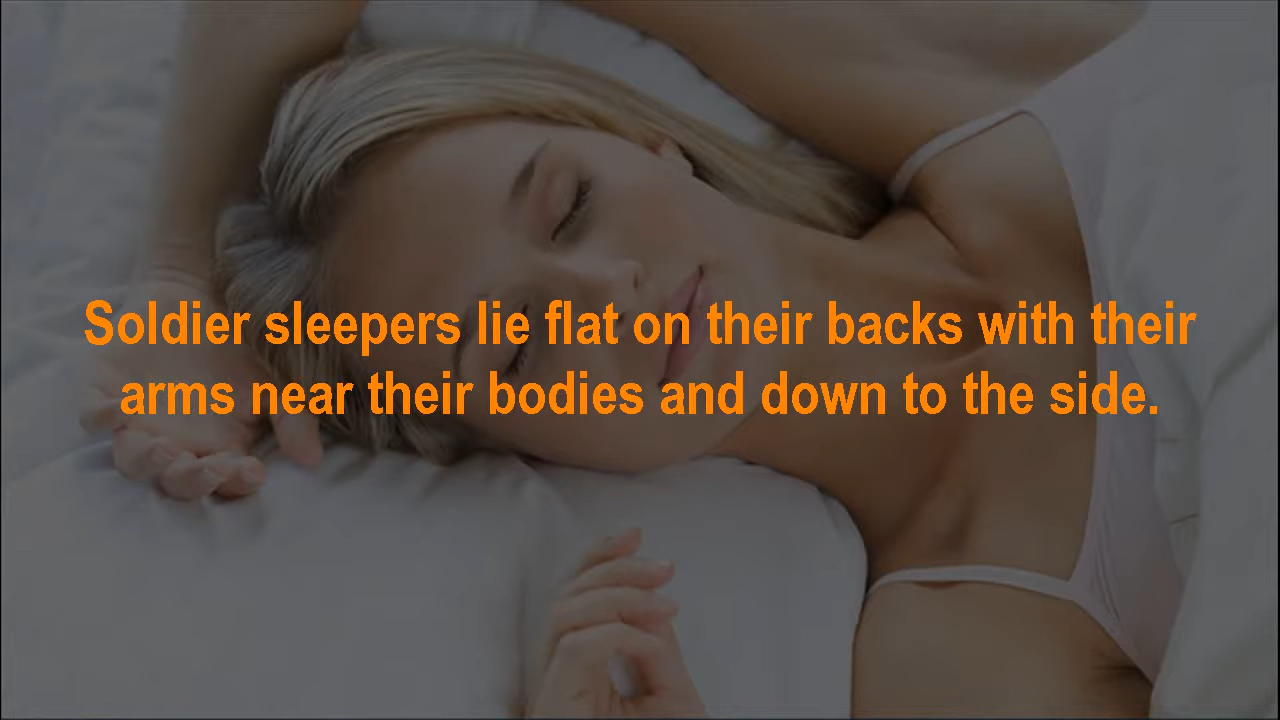 Soldier sleepers lie flat on their backs with their
arms near their bodies and down to the side.